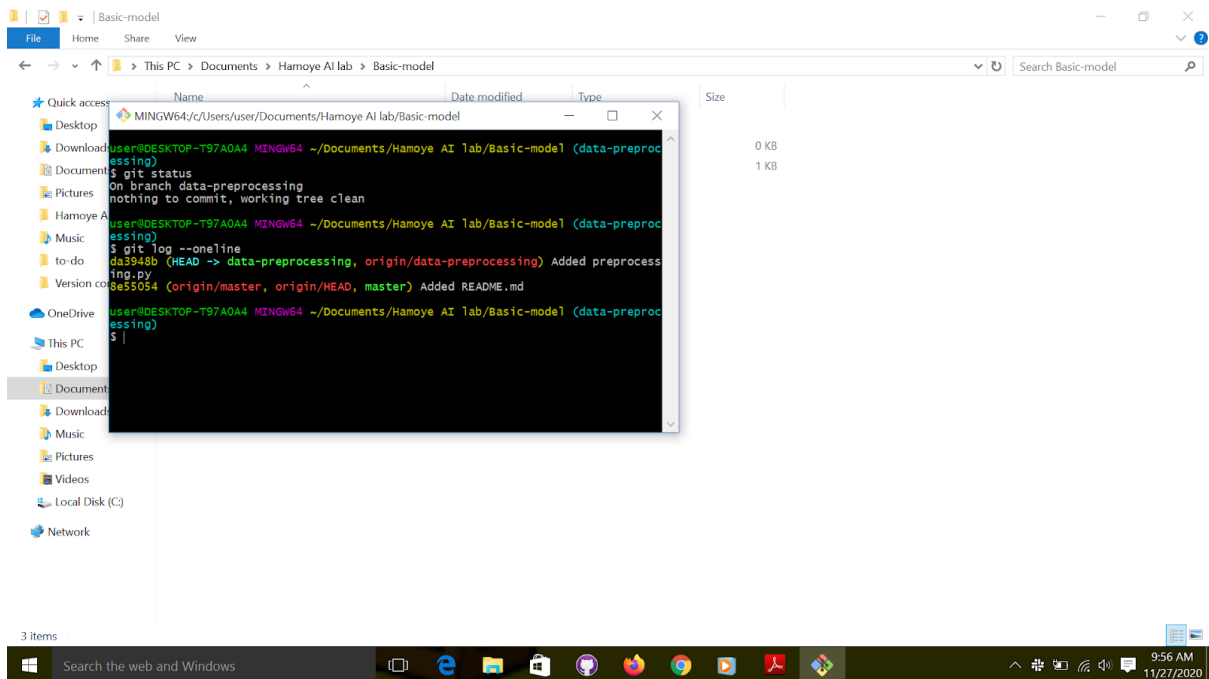 Basic-model
File Home Share View
This PC > Documents > Hamoye AI lab > Basic-model
Search Basic-model
Name Date modified Type Size
Quick access
Desktop
Download
Document
Pictures
Hamoye A
Music
to-do
Version co
OneDrive
This PC
Desktop
Document
Downloads
Music
Pictures
Videos
Local Disk (C:)
Network
0 KB
1 KB
MINGW64:/c/Users/user/Documents/Hamoye AI lab/Basic-model
user@DESKTOP-T97A0A4 MINGW64 ~/Documents/Hamoye AI lab/Basic-model (data-preproc
essing)
$ git status
On branch data-preprocessing
nothing to commit, working tree clean
user@DESKTOP-T97A0A4 MINGW64 ~/Documents/Hamoye AI lab/Basic-model (data-preproc
essing)
$ git log --oneline
da3948b (HEAD -> data-preprocessing, origin/data-preprocessing) Added preprocess
ing.py
8e55054 (origin/master, origin/HEAD, master) Added README.md
user@DESKTOP-T97A0A4 MINGW64 ~/Documents/Hamoye AI lab/Basic-model (data-preproc
essing)
$
3 items
Search the web and Windows
9:56 AM
11/27/2020